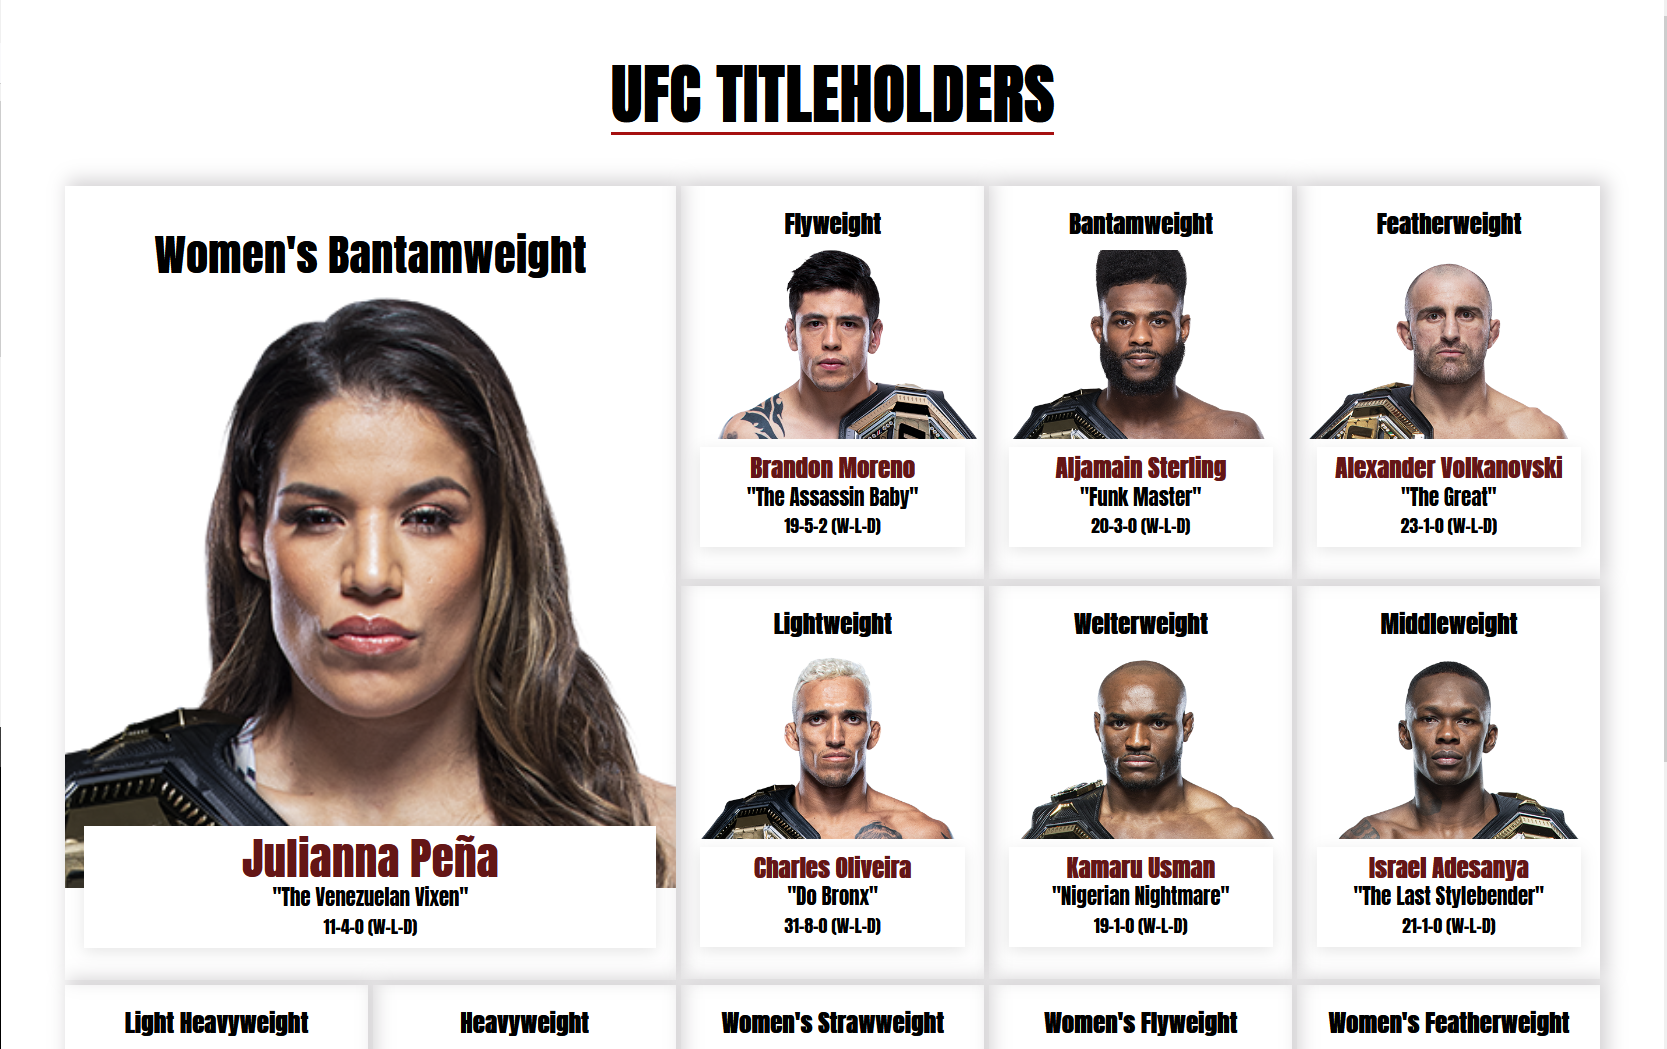 UFC TITLEHOLDERS
Women's Bantamweight
Julianna Peña
"The Venezuelan Vixen"
11-4-0 (W-L-D)
Flyweight
Brandon Moreno
"The Assassin Baby"
19-5-2 (W-L-D)
Bantamweight
Aljamain Sterling
"Funk Master"
20-3-0 (W-L-D)
Featherweight
Alexander Volkanovski
"The Great"
23-1-0 (W-L-D)
Lightweight
Charles Oliveira
"Do Bronx"
31-8-0 (W-L-D)
Welterweight
Kamaru Usman
"Nigerian Nightmare"
19-1-0 (W-L-D)
Middleweight
Israel Adesanya
"The Last Stylebender"
21-1-0 (W-L-D)
Light Heavyweight
Heavyweight
Women's Strawweight
Women's Flyweight
Women's Featherweight